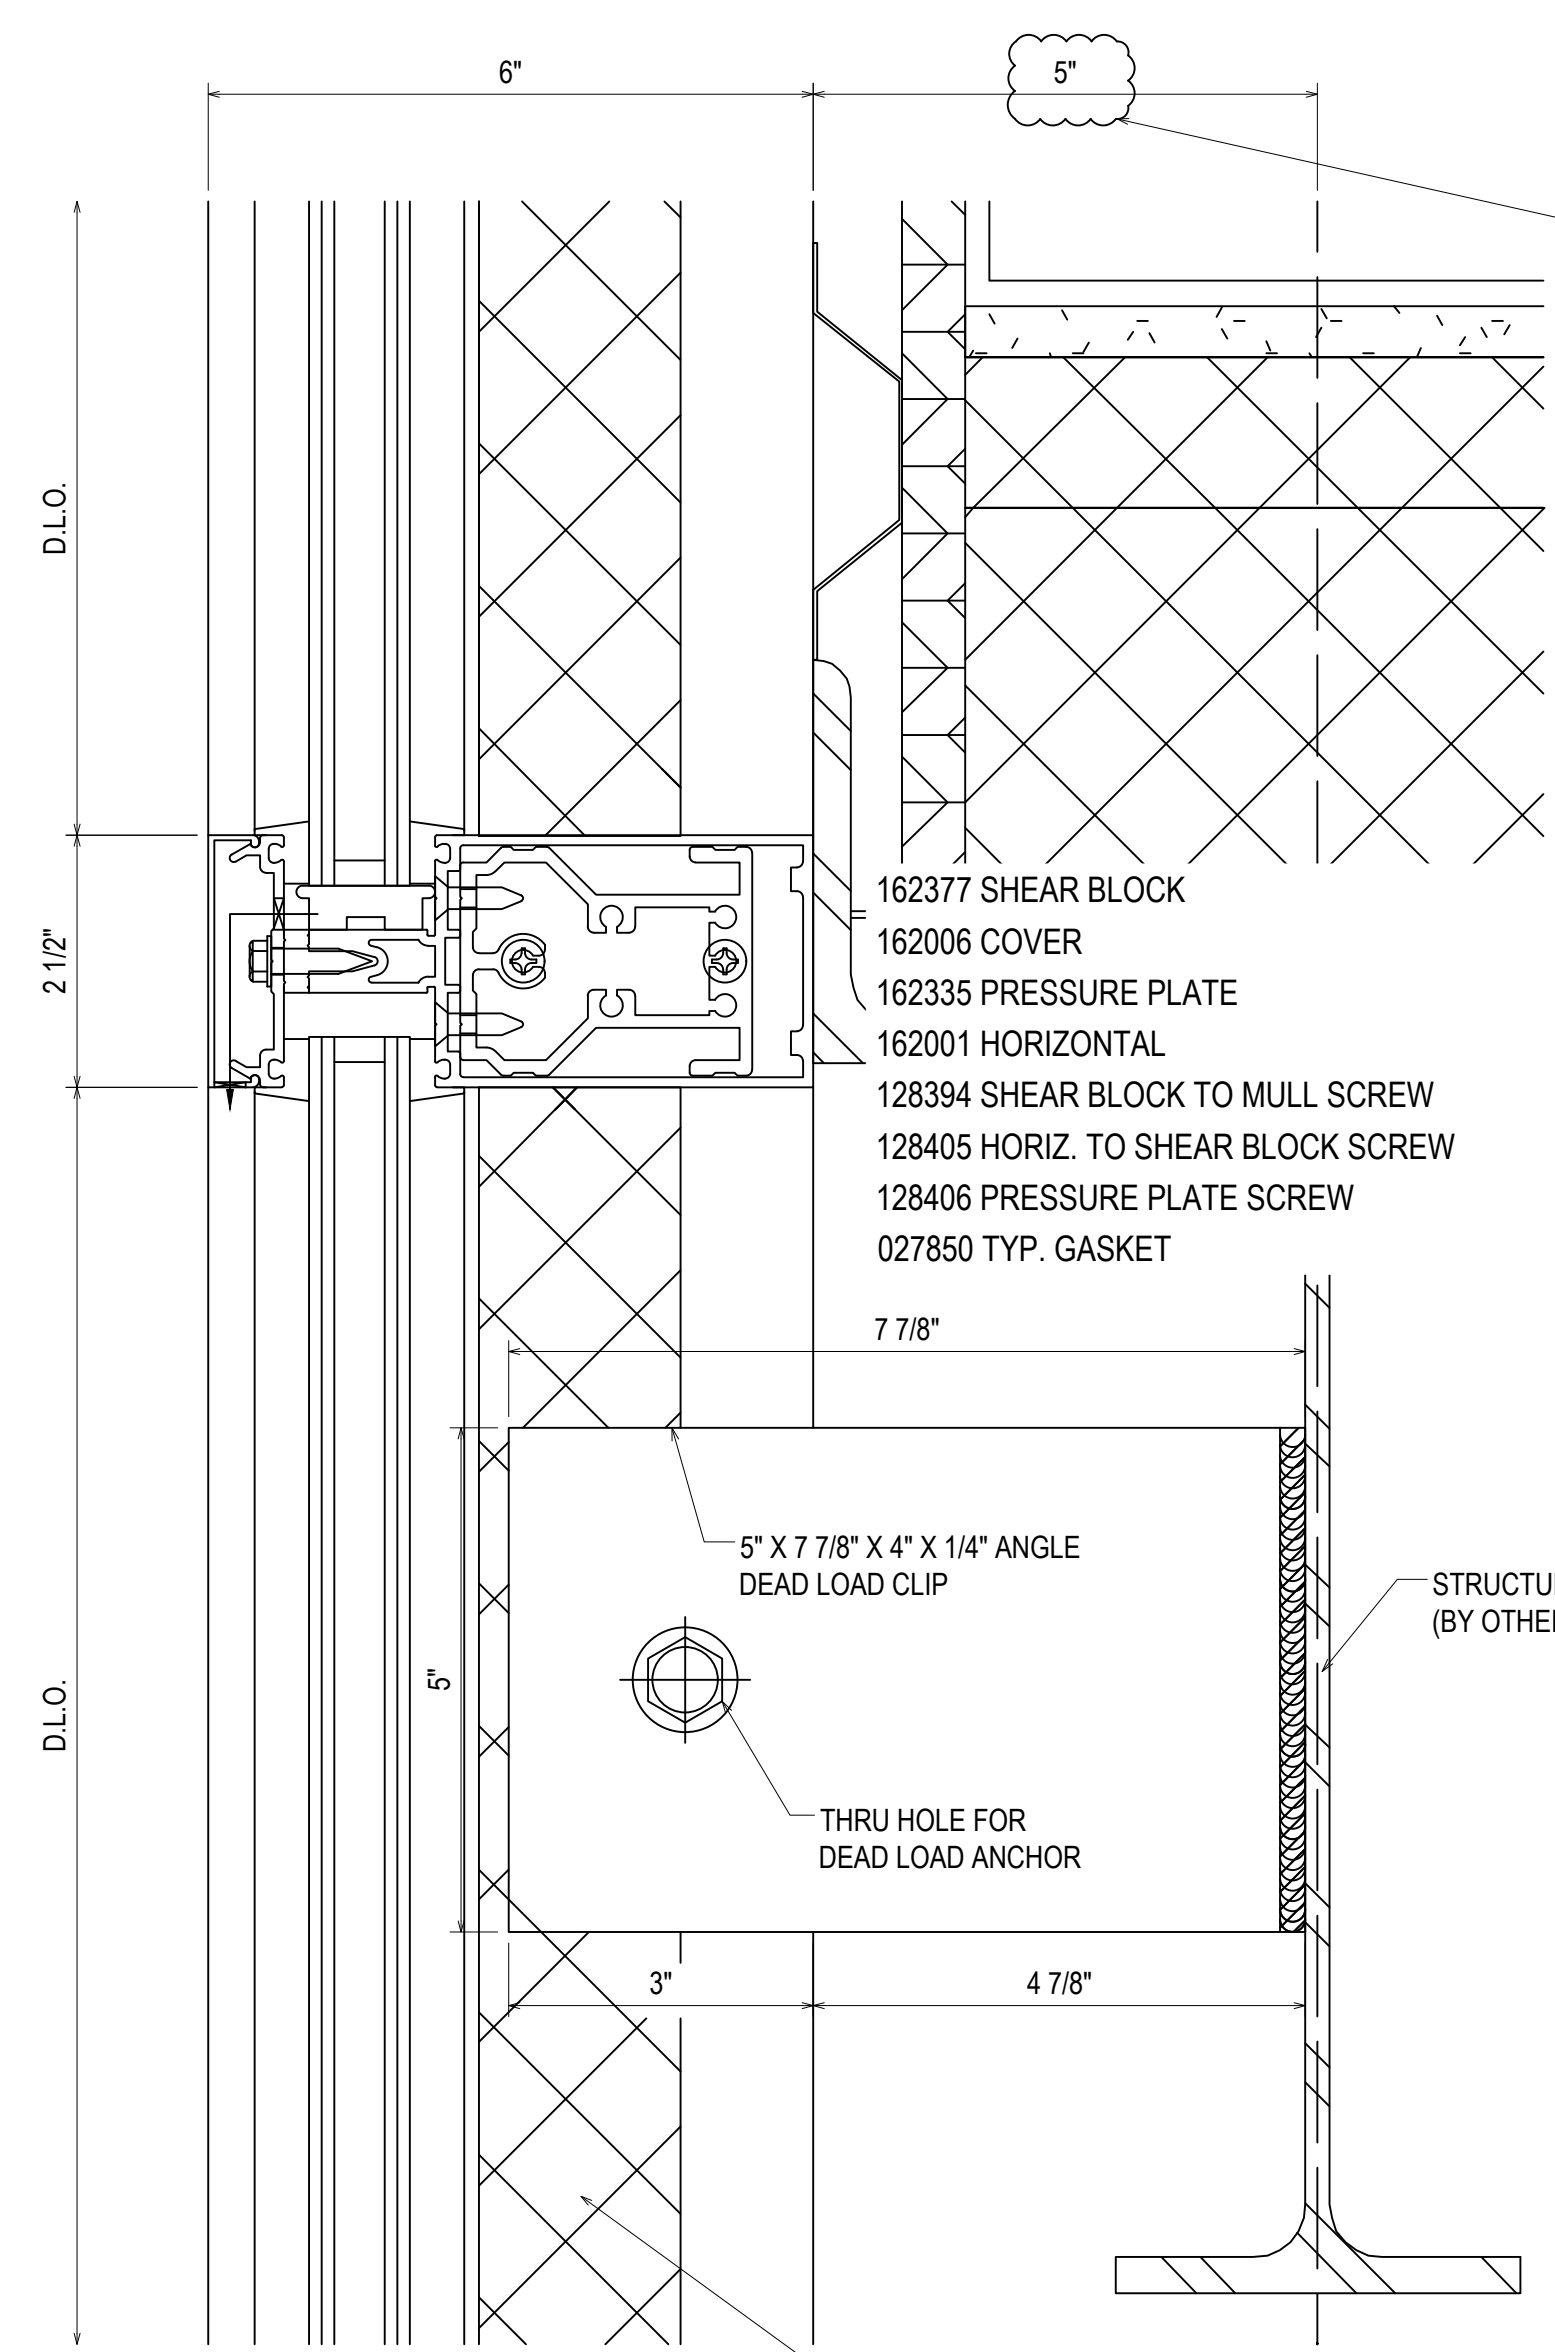 6"
5"
D.L.O.
2 1/2"
162377 SHEAR BLOCK
162006 COVER
162335 PRESSURE PLATE
162001 HORIZONTAL
128394 SHEAR BLOCK TO MULL SCREW
128405 HORIZ. TO SHEAR BLOCK SCREW
128406 PRESSURE PLATE SCREW
027850 TYP. GASKET
7 7/8"
5" X 7 7/8" X 4" X 1/4" ANGLE
DEAD LOAD CLIP
(BY
5"
D.L.O.
THRU HOLE FOR
DEAD LOAD ANCHOR
3"
4 7/8"